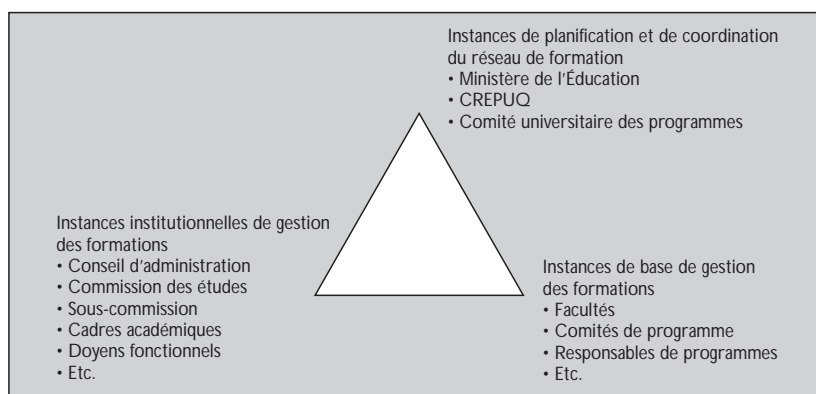 Instances de planification et de coordination
du réseau de formation
• Ministère de l'Éducation
• CREPUQ
• Comité universitaire des programmes
Instances institutionnelles de gestion
des formations
• Conseil d'administration
• Commission des études
• Sous-commission
• Cadres académiques
• Doyens fonctionnels
• Etc.
Instances de base de gestion
des formations
• Facultés
• Comités de programme
• Responsables de programmes
• Etc.